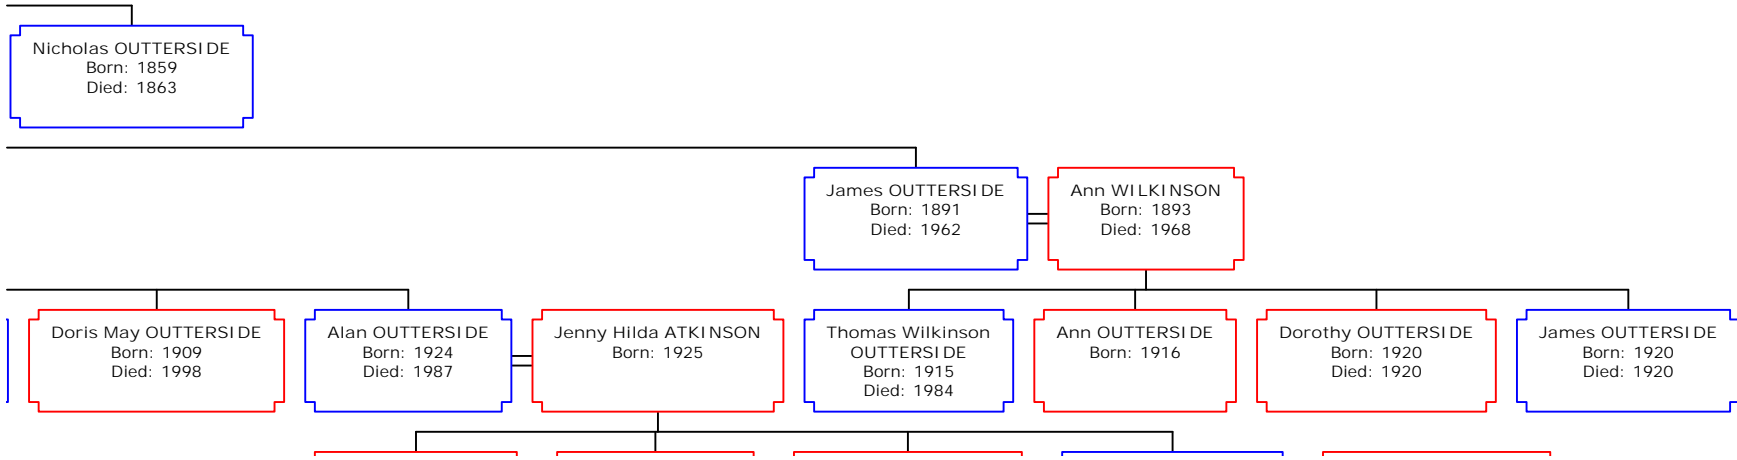 Nicholas OUTTERSIDE
Born: 1859
Died: 1863
James OUTTERSIDE
Born: 1891
Died: 1962
Ann WILKINSON
Born: 1893
Died: 1968
Doris May OUTTERSIDE
Born: 1909
Died: 1998
Alan OUTTERSIDE
Born: 1924
Died: 1987
Jenny Hilda ATKINSON
Born: 1925
Thomas Wilkinson
OUTTERSIDE
Born: 1915
Died: 1984
Ann OUTTERSIDE
Born: 1916
Dorothy OUTTERSIDE
Born: 1920
Died: 1920
James OUTTERSIDE
Born: 1920
Died: 1920